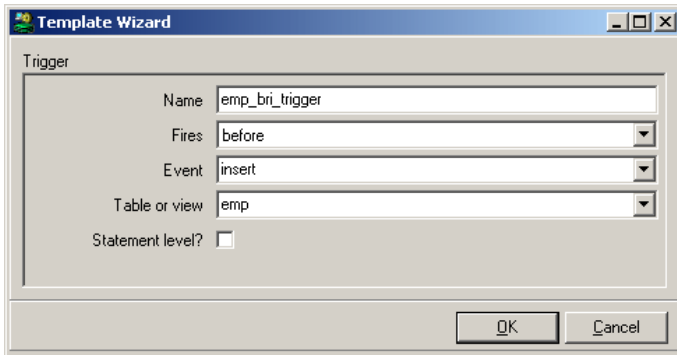 Template Wizard
Trigger
Name emp_bri_trigger
Fires before
Event insert
Table or view emp
Statement level?
OK Cancel